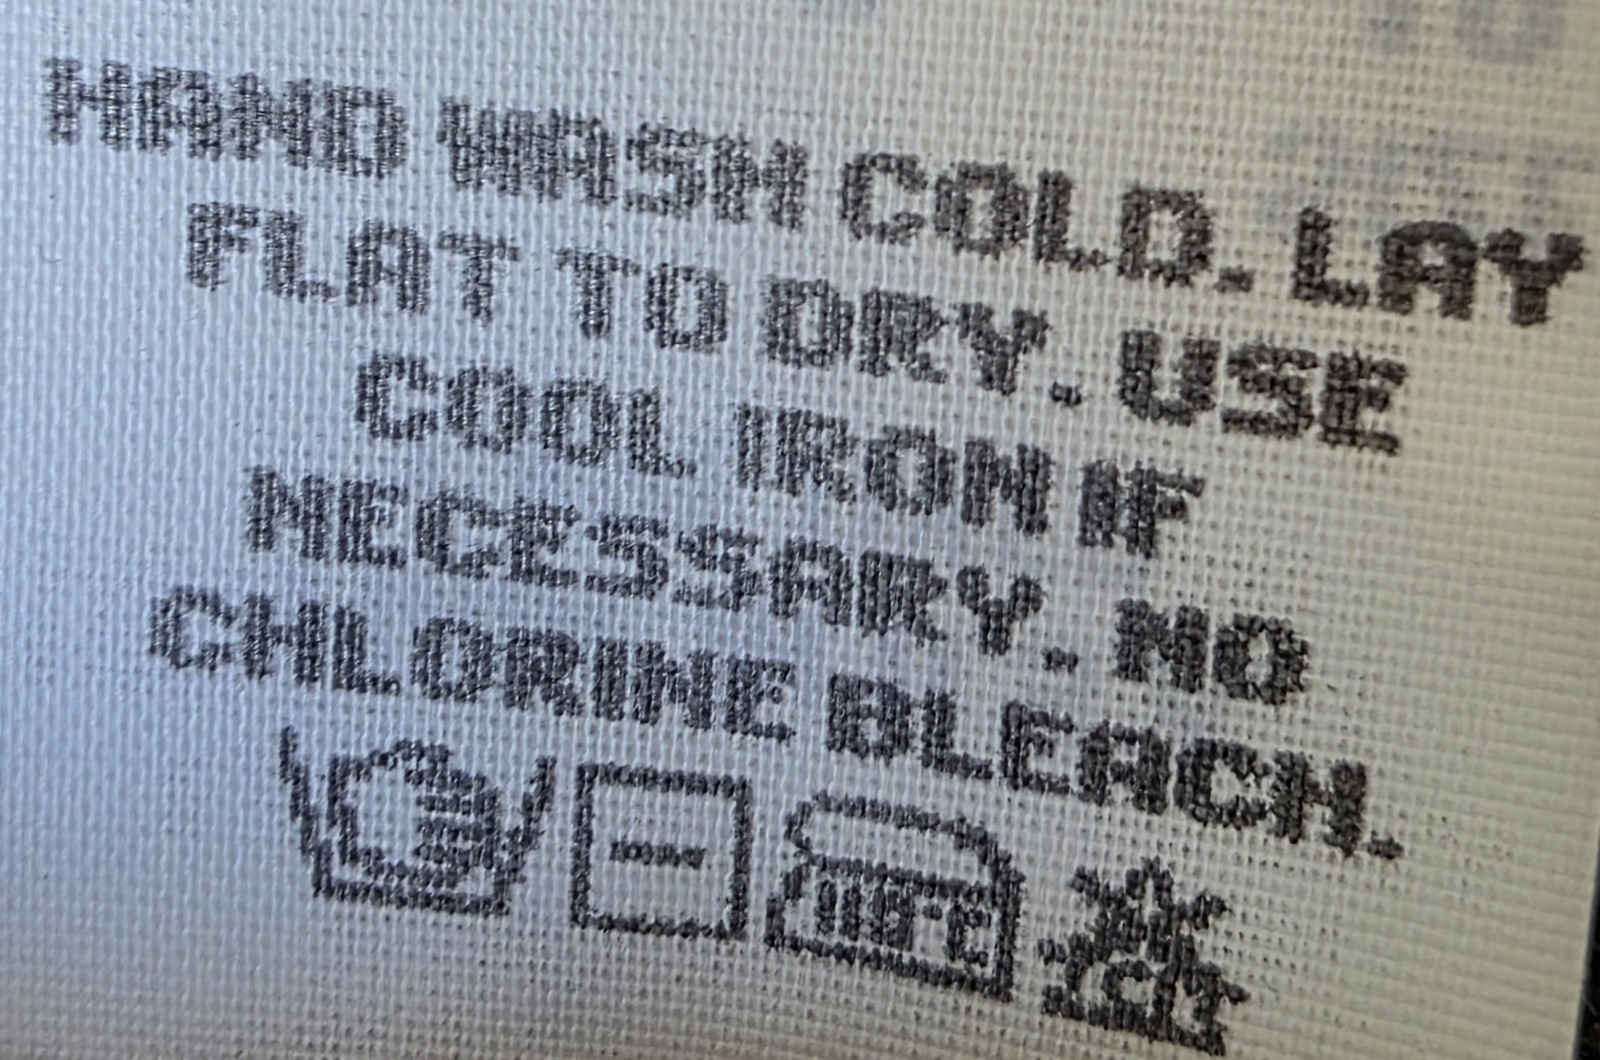 HAND WASH COLD. LAY
FLAT TO DRY. USE
COOL IRON IF
NECESSARY. NO
CHLORINE BLEACH.